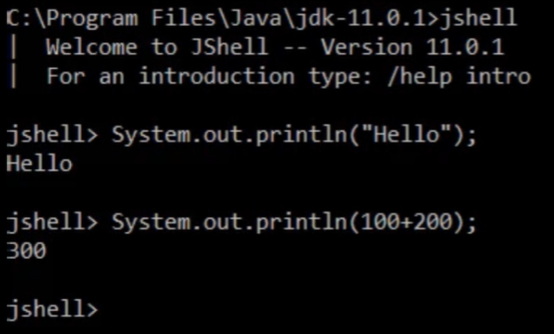 C:\Program Files\Java\jdk-11.0.1>jshell
|  Welcome to JShell -- Version 11.0.1
|  For an introduction type: /help intro
jshell> System.out.println("Hello");
Hello
jshell> System.out.println(100+200);
300
jshell>